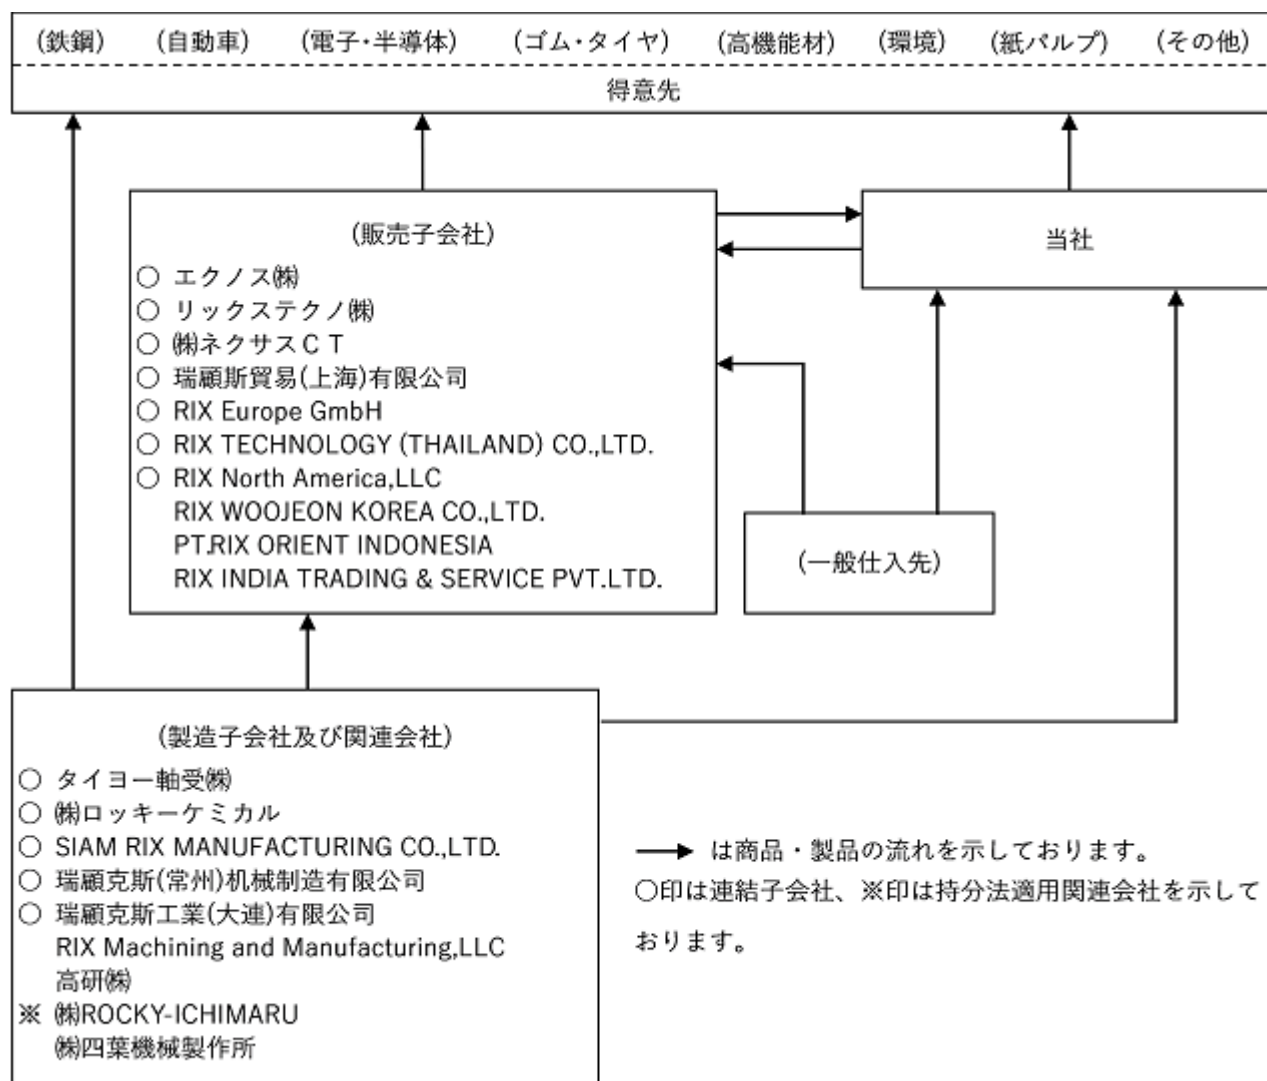 (鉄鋼) (自動車) (電子・半導体) (ゴム・タイヤ) (高機能材) (環境) (紙パルプ) (その他)
得意先
(販売子会社)
○ エクノス㈱
○ リックステクノ㈱
○ ㈱ネクサスＣＴ
○ 瑞顧斯貿易(上海)有限公司
○ RIX Europe GmbH
○ RIX TECHNOLOGY (THAILAND) CO.,LTD.
○ RIX North America,LLC
RIX WOOJEON KOREA CO.,LTD.
PT.RIX ORIENT INDONESIA
RIX INDIA TRADING & SERVICE PVT.LTD.
当社
(一般仕入先)
(製造子会社及び関連会社)
○ タイヨー軸受㈱
○ ㈱ロッキーケミカル
○ SIAM RIX MANUFACTURING CO.,LTD.
○ 瑞顧克斯(常州)机械制造有限公司
○ 瑞顧克斯工業(大連)有限公司
RIX Machining and Manufacturing,LLC
高研㈱
※ ㈱ROCKY-ICHIMARU
㈱四葉機械製作所
は商品・製品の流れを示しております。
○印は連結子会社、※印は持分法適用関連会社を示して
おります。